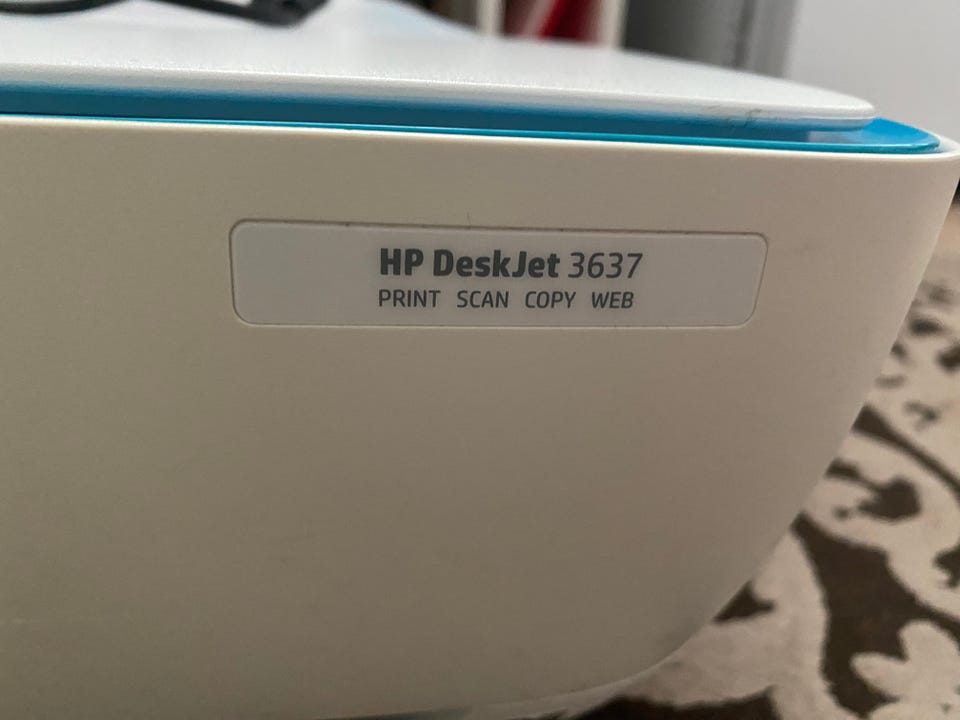 HP DeskJet 3637
PRINT SCAN COPY WEB